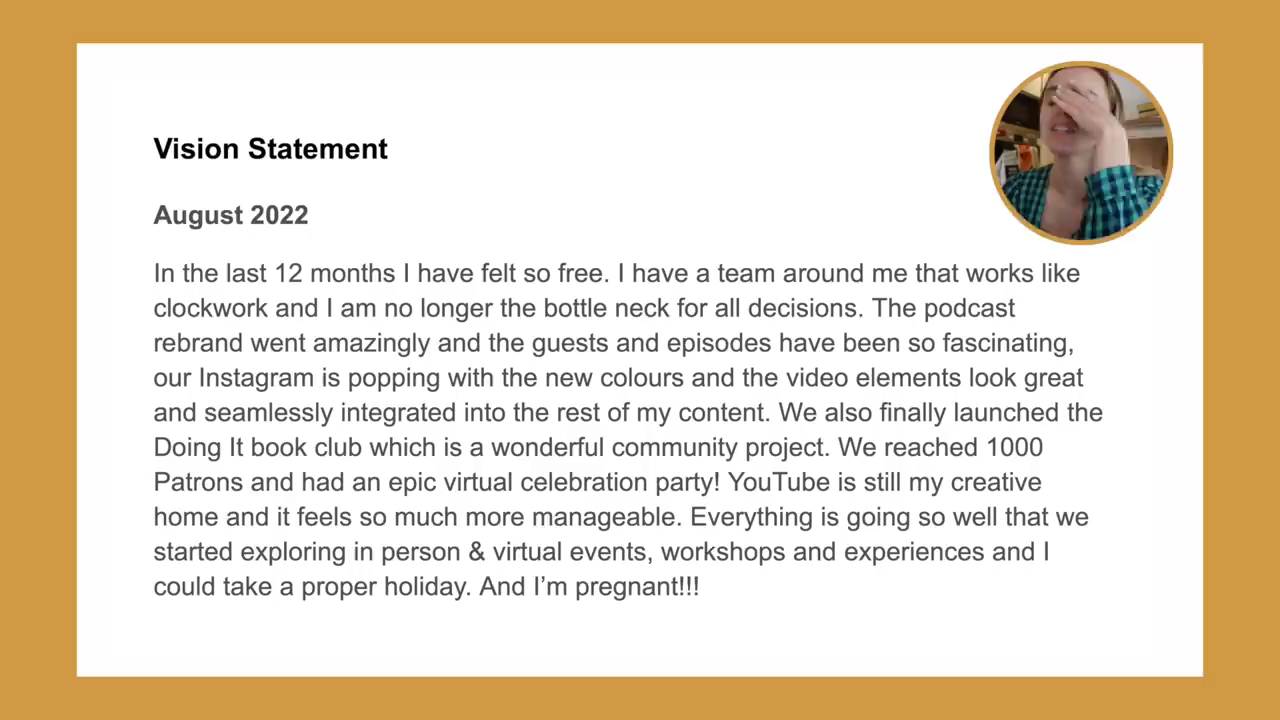 Vision Statement
August 2022
In the last 12 months I have felt so free. I have a team around me that works like
clockwork and I am no longer the bottle neck for all decisions. The podcast
rebrand went amazingly and the guests and episodes have been so fascinating,
our Instagram is popping with the new colours and the video elements look great
and seamlessly integrated into the rest of my content. We also finally launched the
Doing It book club which is a wonderful community project. We reached 1000
Patrons and had an epic virtual celebration party! YouTube is still my creative
home and it feels so much more manageable. Everything is going so well that we
started exploring in person & virtual events, workshops and experiences and I
could take a proper holiday. And I’m pregnant!!!